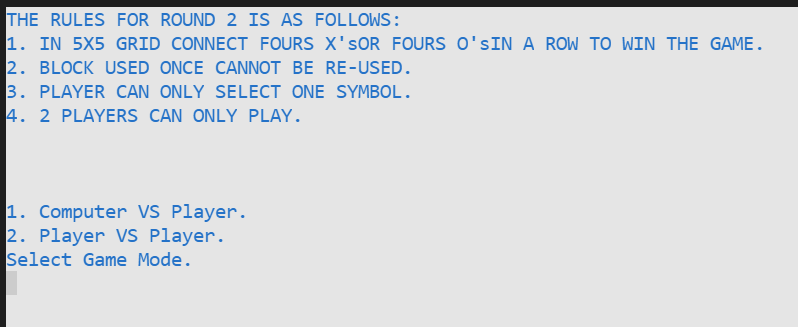 THE RULES FOR ROUND 2 IS AS FOLLOWS:
1. IN 5X5 GRID CONNECT FOURS X'sOR FOURS O'sIN A ROW TO WIN THE GAME.
2. BLOCK USED ONCE CANNOT BE RE-USED.
3. PLAYER CAN ONLY SELECT ONE SYMBOL.
4. 2 PLAYERS CAN ONLY PLAY.
1. Computer VS Player.
2. Player VS Player.
Select Game Mode.